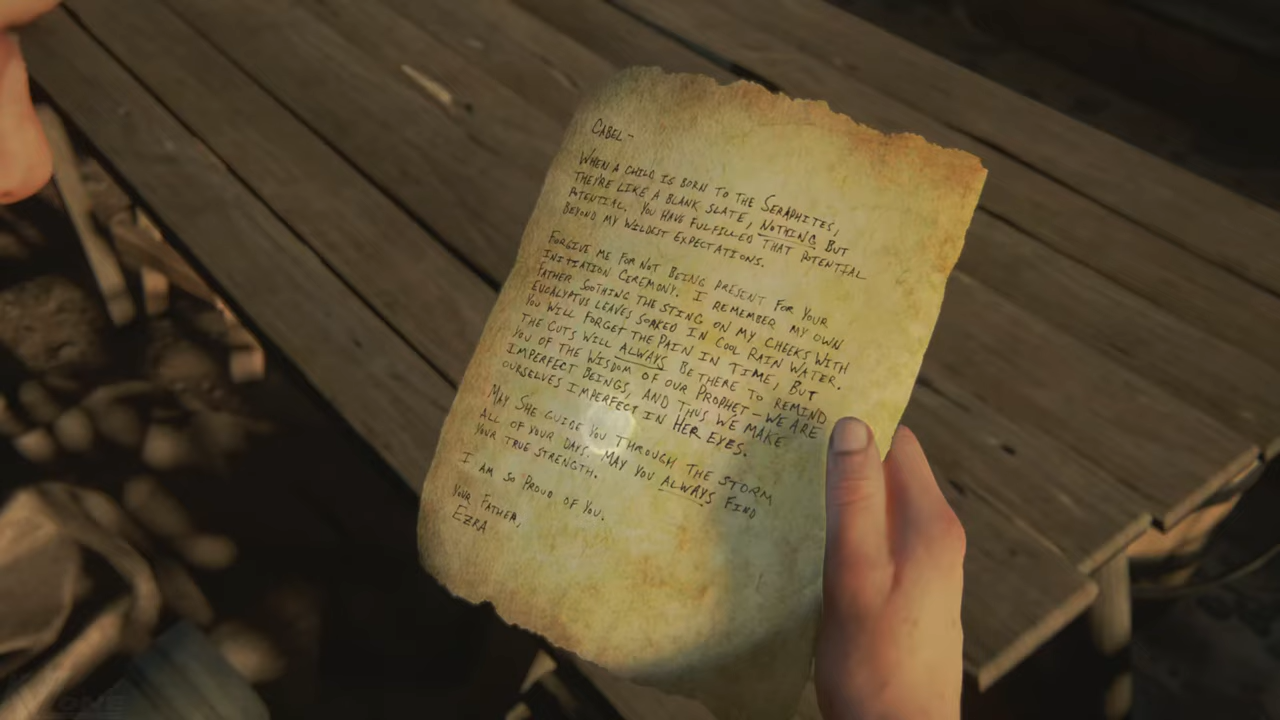 CABEL -
WHEN A CHILD IS BORN TO THE SERAPHITES,
THEY'RE LIKE A BLANK SLATE, NOTHING BUT
POTENTIAL. YOU HAVE FULFILLED THAT POTENTIAL
BEYOND MY WILDEST EXPECTATIONS.
FORGIVE ME FOR NOT BEING PRESENT FOR YOUR
INITIATION CEREMONY. I REMEMBER MY OWN
FATHER SOOTHING THE STING ON MY CHEEKS WITH
EUCALYPTUS LEAVES SOAKED IN COOL RAIN WATER.
YOU WILL FORGET THE PAIN IN TIME, BUT
THE CUTS WILL ALWAYS BE THERE TO REMIND
YOU OF THE WISDOM OF OUR PROPHET - WE ARE
IMPERFECT BEINGS, AND THUS WE MAKE
OURSELVES IMPERFECT IN HER EYES.
MAY SHE GUIDE YOU THROUGH THE STORM
ALL OF YOUR DAYS. MAY YOU ALWAYS FIND
YOUR TRUE STRENGTH.
I AM SO PROUD OF YOU.
YOUR FATHER,
EZRA